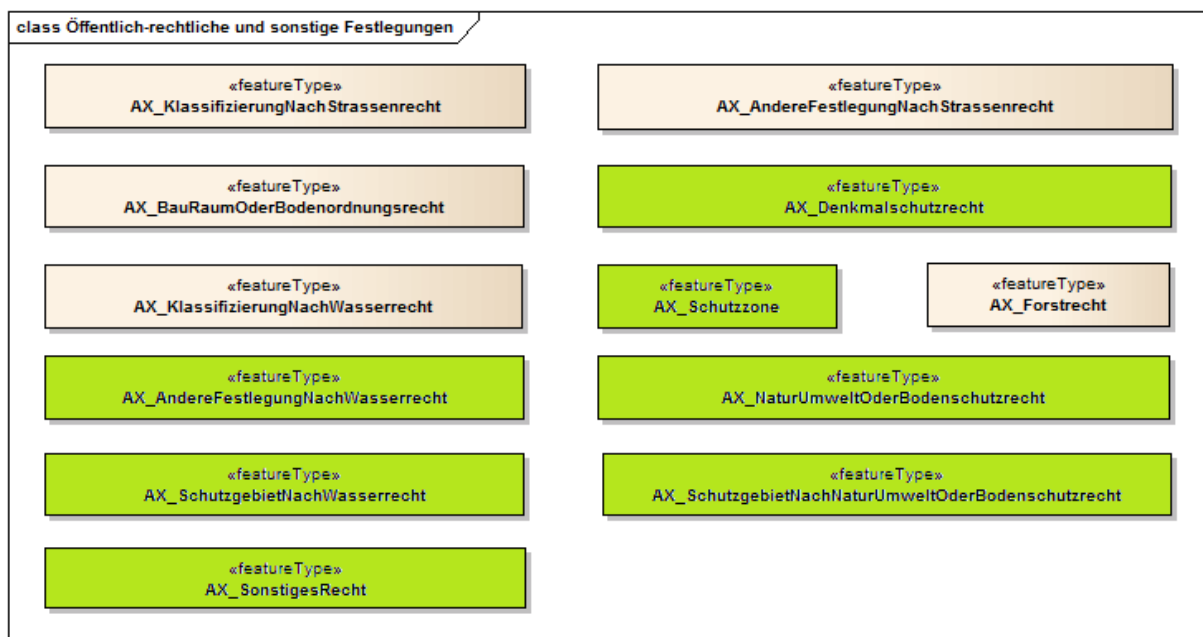 class Öffentlich-rechtliche und sonstige Festlegungen
«featureType»
AX_KlassifizierungNachStrassenrecht
«featureType»
AX_AndereFestlegungNachStrassenrecht
«featureType»
AX_BauRaumOderBodenordnungsrecht
«featureType»
AX_Denkmalschutzrecht
«featureType»
AX_KlassifizierungNachWasserrecht
«featureType»
AX_Schutzzone
«featureType»
AX_Forstrecht
«featureType»
AX_AndereFestlegungNachWasserrecht
«featureType»
AX_NaturUmweltOderBodenschutzrecht
«featureType»
AX_SchutzgebietNachWasserrecht
«featureType»
AX_SchutzgebietNachNaturUmweltOderBodenschutzrecht
«featureType»
AX_SonstigesRecht